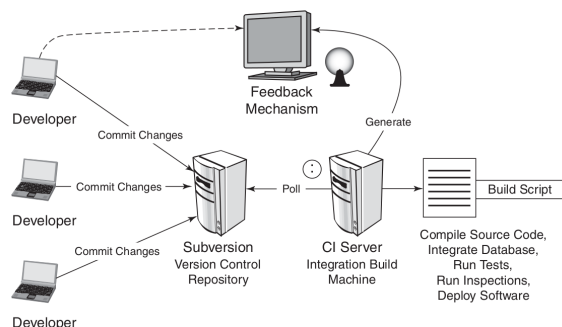 Feedback
Mechanism
Developer
Commit Changes
Generate
Developer
Commit Changes
Poll
Build Script
Commit Changes
Subversion
Version Control
Repository
CI Server
Integration Build
Machine
Compile Source Code,
Integrate Database,
Run Tests,
Run Inspections,
Deploy Software
Developer